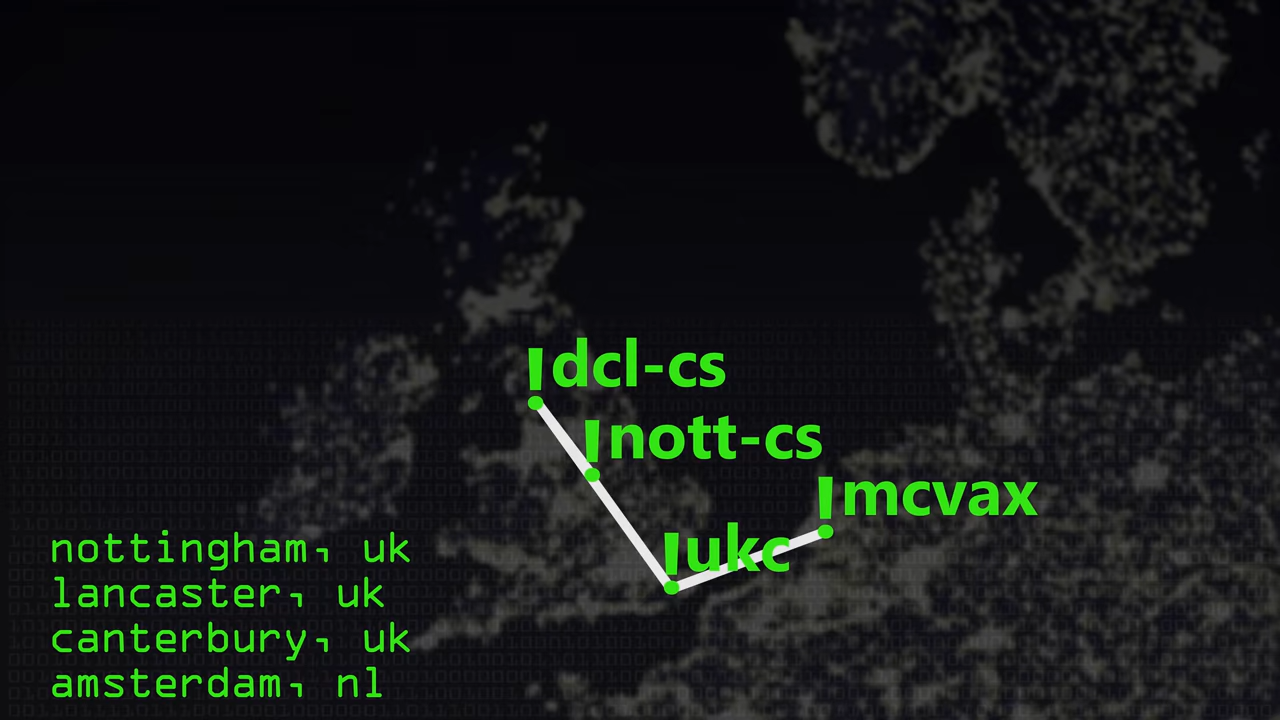 !dcl-cs
!nott-cs
!mcvax
!ukc
nottingham, uk
lancaster, uk
canterbury, uk
amsterdam, nl